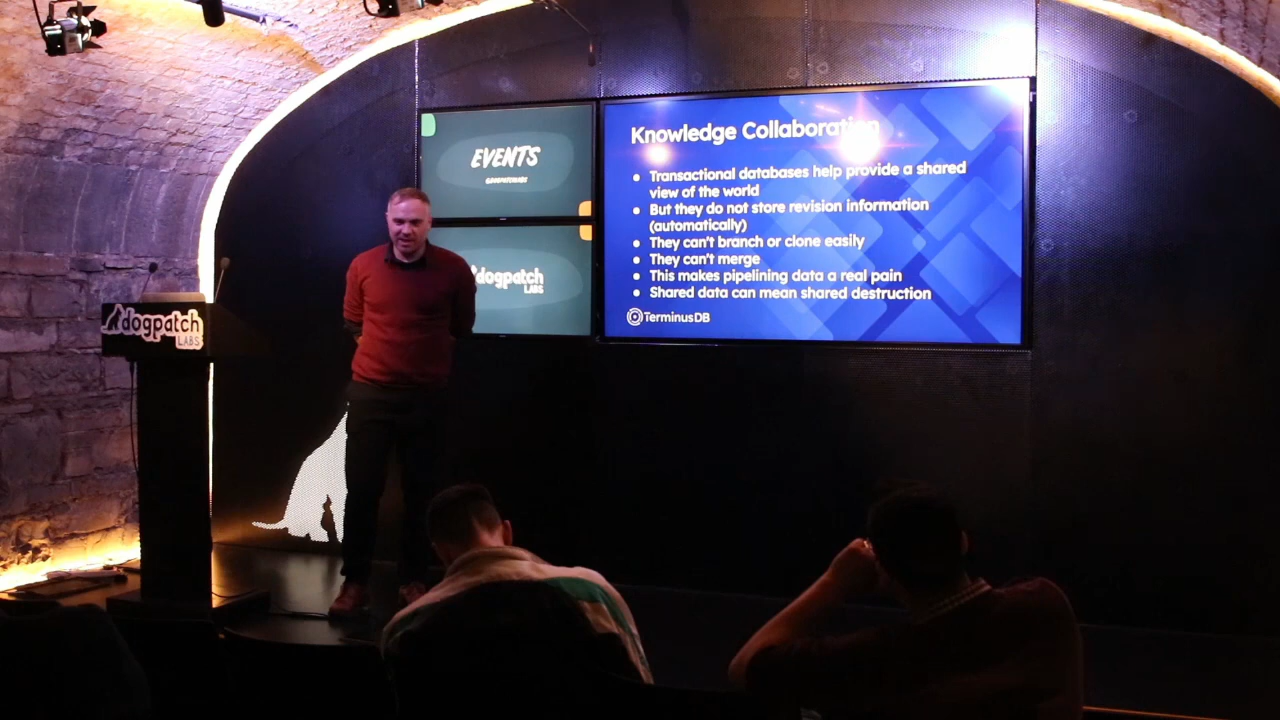 EVENTS
@DOGPATCHLABS
dogpatch
LABS
dogpatch
LABS
Knowledge Collaboration
• Transactional databases help provide a shared
view of the world
• But they do not store revision information
(automatically)
• They can't branch or clone easily
• They can't merge
• This makes pipelining data a real pain
• Shared data can mean shared destruction
TerminusDB